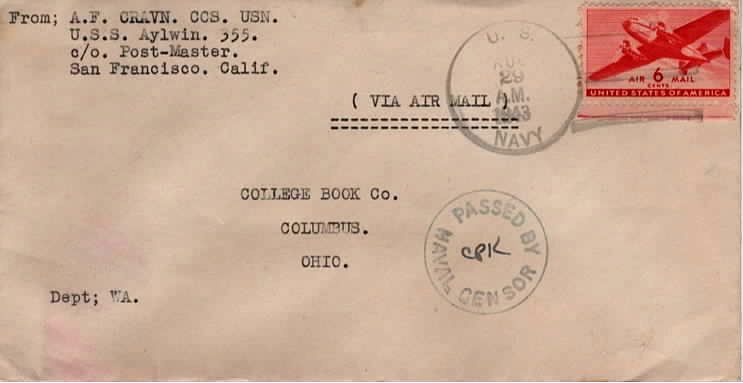 From; A.F. CRAVN. CCS. USN.
U.S.S. Aylwin. 355.
c/o. Post-Master.
San Francisco. Calif.
U. S.
AUG
29
A.M.
1943
NAVY
AIR 6 MAIL
CENTS
UNITED STATES OF AMERICA
( VIA AIR MAIL )
COLLEGE BOOK Co.
COLUMBUS.
OHIO.
PASSED BY
NAVAL CENSOR
CPK
Dept; WA.